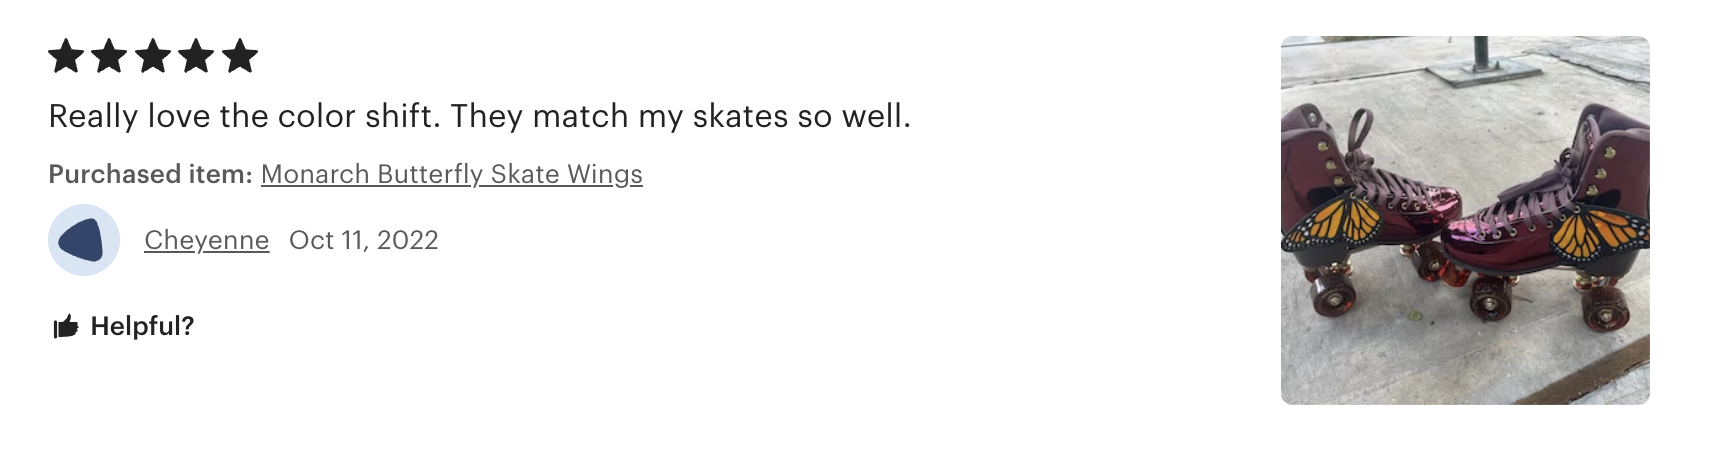 Really love the color shift. They match my skates so well.
Purchased item: Monarch Butterfly Skate Wings
Cheyenne Oct 11, 2022
Helpful?